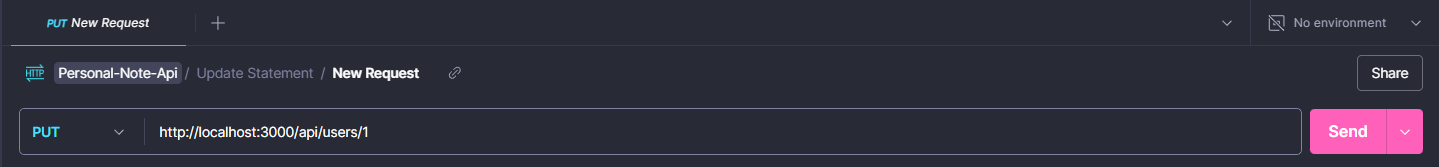 PUT New Request
No environment
HTTP Personal-Note-Api / Update Statement / New Request
Share
PUT http://localhost:3000/api/users/1 Send